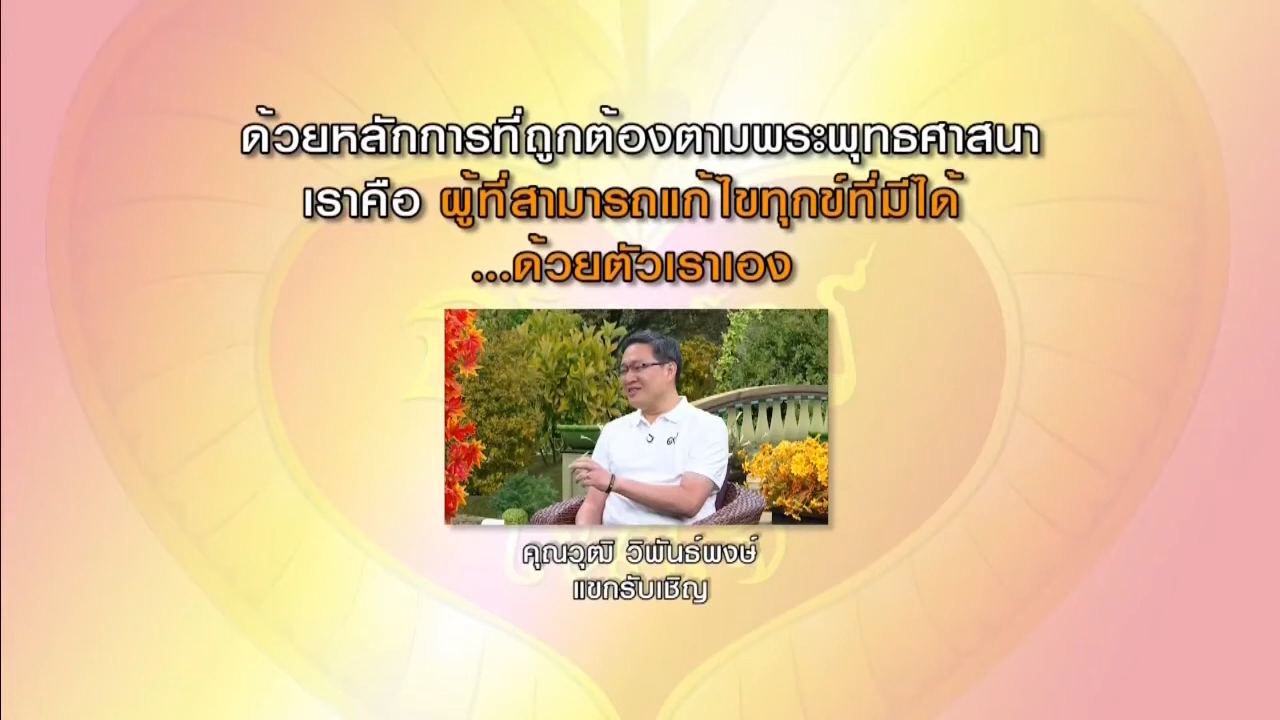 ด้วยหลักการที่ถูกต้องตามพระพุทธศาสนา
เราคือ ผู้ที่สามารถแก้ไขทุกข์ที่มีได้
...ด้วยตัวเราเอง
๙
คุณวุฒิ วิพันธ์พงษ์
แขกรับเชิญ